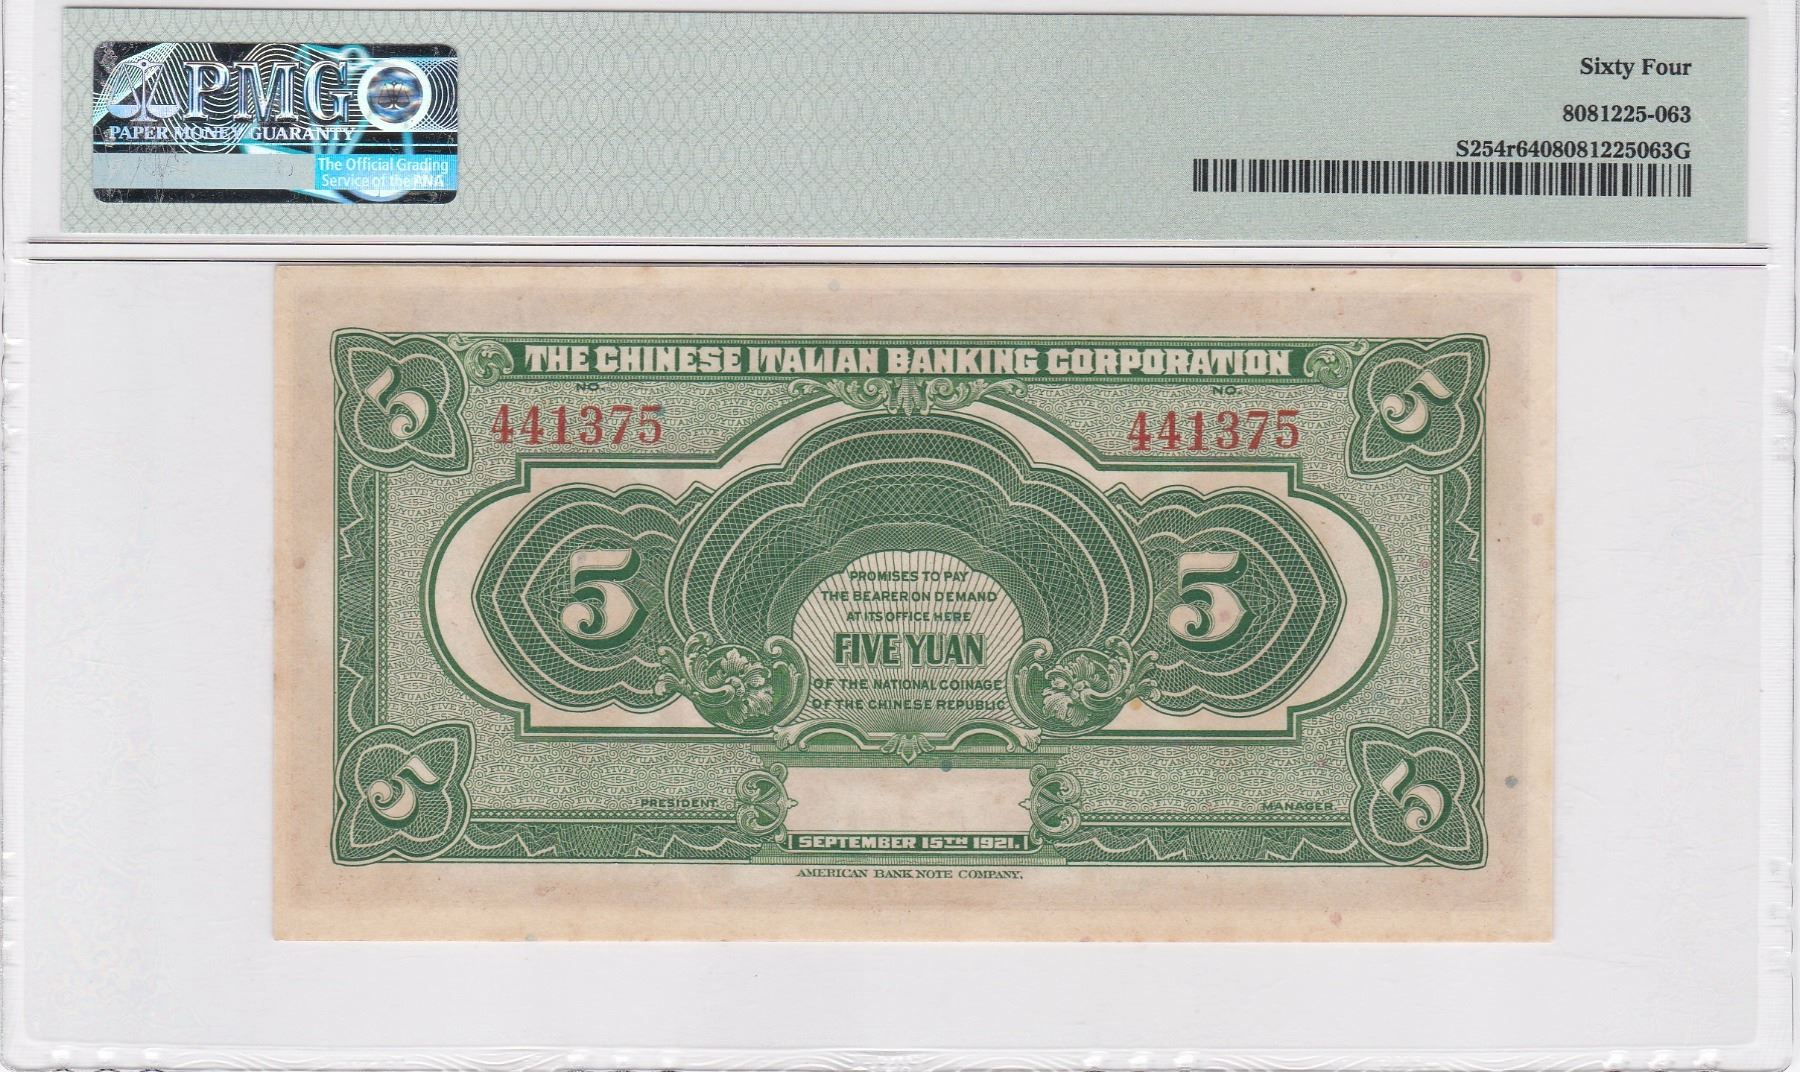 PMG
PAPER MONEY GUARANTY
The Official Grading
Service of the ANA
Sixty Four
8081225-063
S254r6408081225063G
5 THE CHINESE ITALIAN BANKING CORPORATION 5
NO. NO.
441375 441375
5 5
PROMISES TO PAY
THE BEARER ON DEMAND
AT ITS OFFICE HERE
FIVE YUAN
OF THE NATIONAL COINAGE
OF THE CHINESE REPUBLIC
5 5
PRESIDENT. MANAGER.
SEPTEMBER 15TH 1921.
AMERICAN BANK NOTE COMPANY.